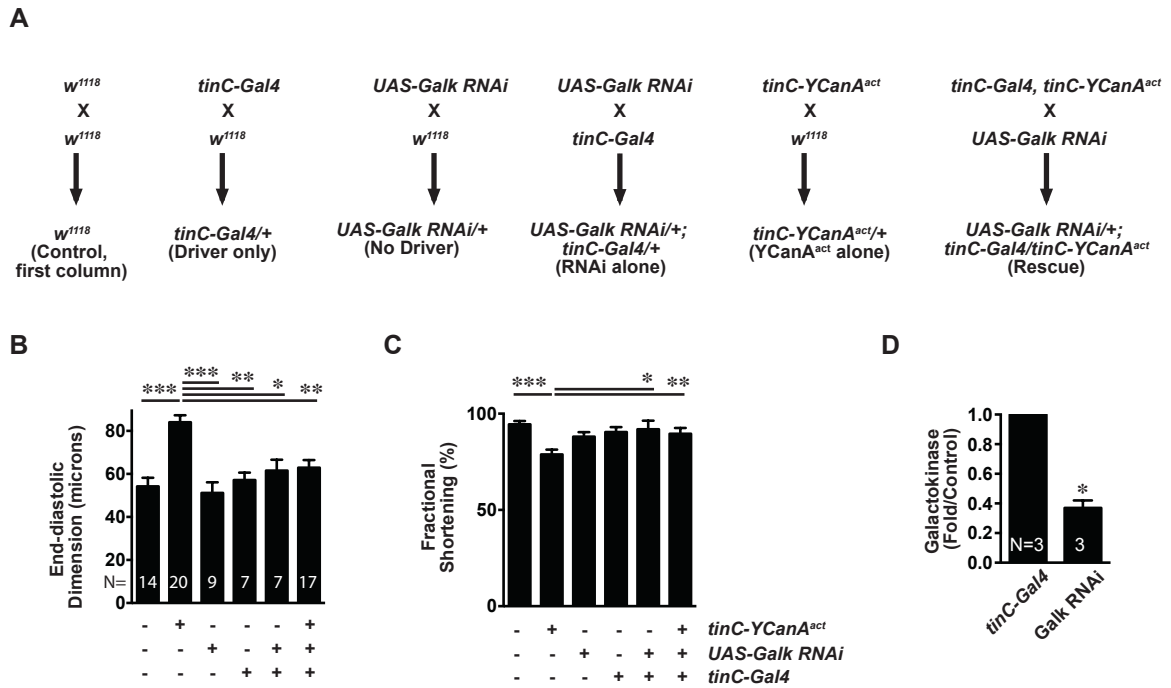 A
w1118 tinC-Gal4 UAS-Galk RNAi UAS-Galk RNAi tinC-YCanAact tinC-Gal4, tinC-YCanAact
X X X X X X
w1118 w1118 w1118 tinC-Gal4 w1118 UAS-Galk RNAi
w1118 tinC-Gal4/+ UAS-Galk RNAi/+ UAS-Galk RNAi/+; tinC-YCanAact/+ UAS-Galk RNAi/+;
(Control, (Driver only) (No Driver) tinC-Gal4/+ (YCanAact alone) tinC-Gal4/tinC-YCanAact
first column) (RNAi alone) (Rescue)
B
*** *** ** * **
End-diastolic
Dimension (microns)
80
60
40
20
0
N= 14 20 9 7 7 17
- + - - - +
- - + - + +
- - - + + +
C
*** * **
Fractional
Shortening (%)
100
50
0
- + - - - + tinC-YCanAact
- - + - + + UAS-Galk RNAi
- - - + + + tinC-Gal4
D
Galactokinase
(Fold/Control)
1.0
0.8
0.6
0.4
0.2
0.0
*
N=3 3
tinC-Gal4
Galk RNAi